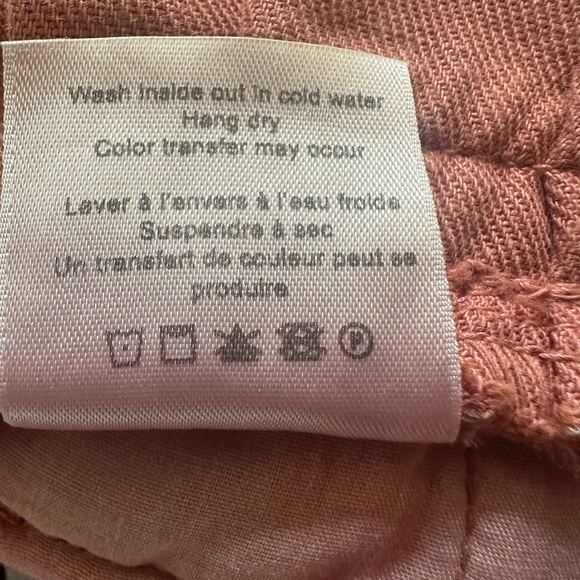 Wash inside out in cold water
Hang dry
Color transfer may occur
Laver à l'envers à l'eau froide
Suspendre à sec
Un transfert de couleur peut se
produire
P